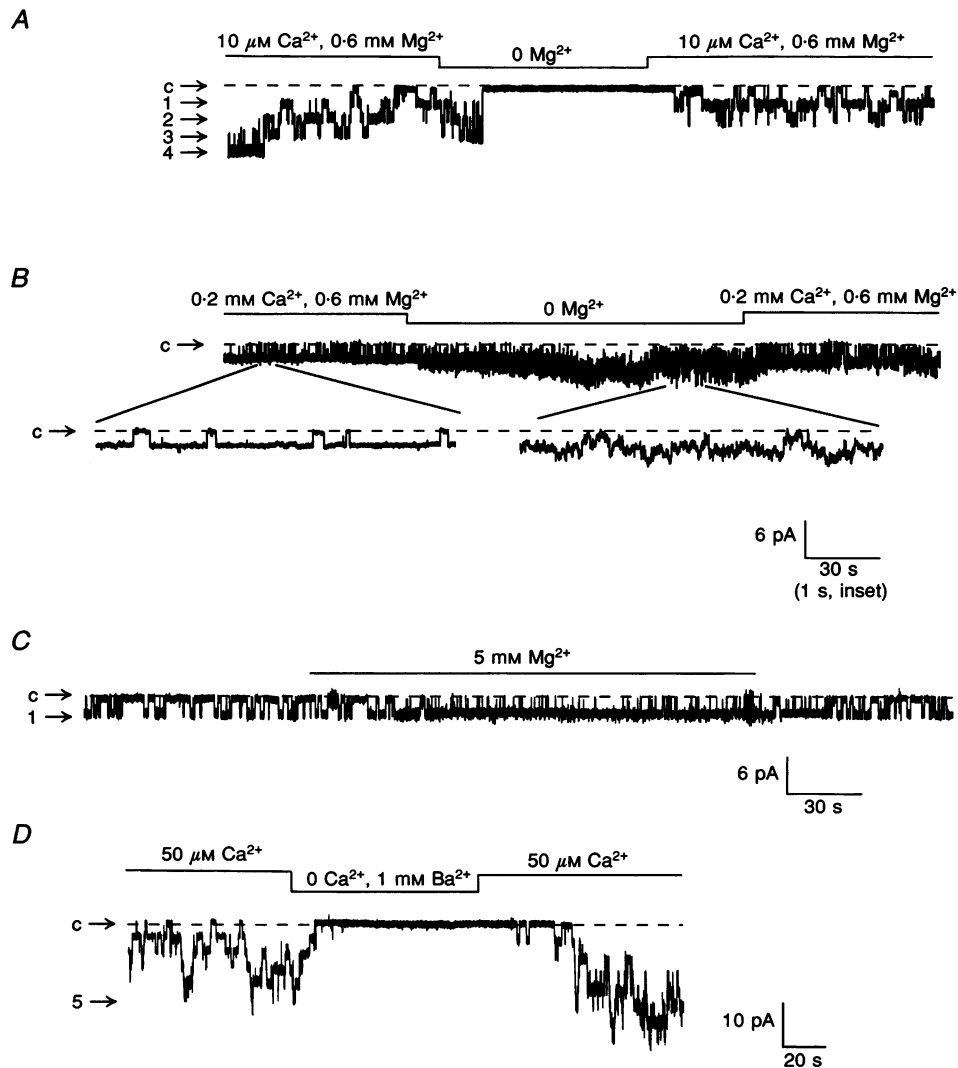 A
10 μM Ca²⁺, 0·6 mM Mg²⁺
0 Mg²⁺
10 μM Ca²⁺, 0·6 mM Mg²⁺
c →
1 →
2 →
3 →
4 →
B
0·2 mM Ca²⁺, 0·6 mM Mg²⁺
0 Mg²⁺
0·2 mM Ca²⁺, 0·6 mM Mg²⁺
c →
c →
6 pA
30 s
(1 s, inset)
C
5 mM Mg²⁺
c →
1 →
6 pA
30 s
D
50 μM Ca²⁺
0 Ca²⁺, 1 mM Ba²⁺
50 μM Ca²⁺
c →
5 →
10 pA
20 s